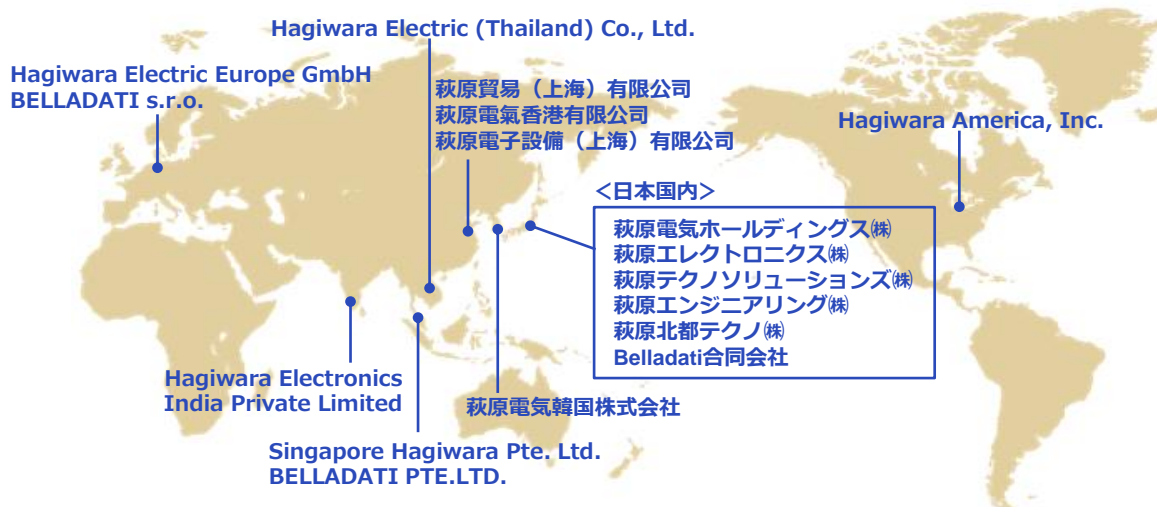 Hagiwara Electric (Thailand) Co., Ltd.
Hagiwara Electric Europe GmbH
BELLADATI s.r.o.
萩原貿易（上海）有限公司
萩原電氣香港有限公司
萩原電子設備（上海）有限公司
Hagiwara America, Inc.
＜日本国内＞
萩原電気ホールディングス㈱
萩原エレクトロニクス㈱
萩原テクノソリューションズ㈱
萩原エンジニアリング㈱
萩原北都テクノ㈱
Belladati合同会社
Hagiwara Electronics
India Private Limited
萩原電気韓国株式会社
Singapore Hagiwara Pte. Ltd.
BELLADATI PTE.LTD.